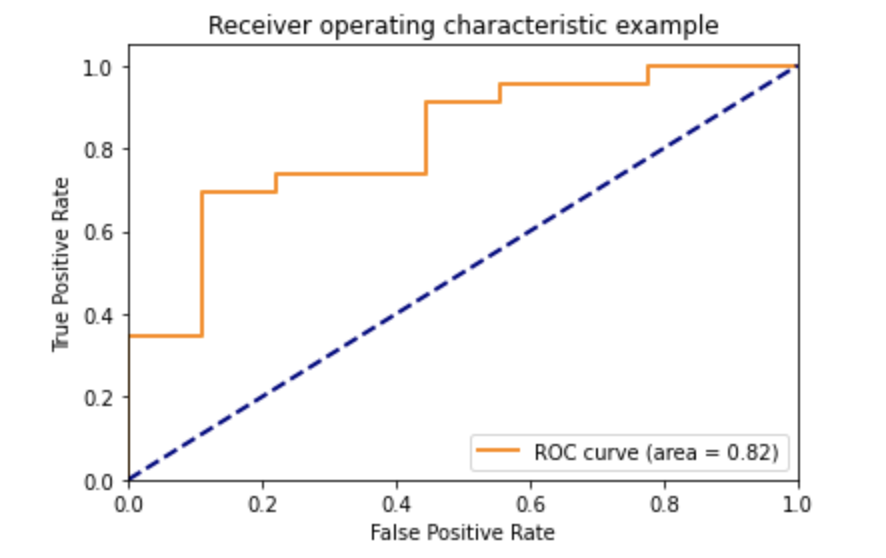 Receiver operating characteristic example
1.0
0.8
0.6
0.4
0.2
0.0
True Positive Rate
ROC curve (area = 0.82)
0.0 0.2 0.4 0.6 0.8 1.0
False Positive Rate